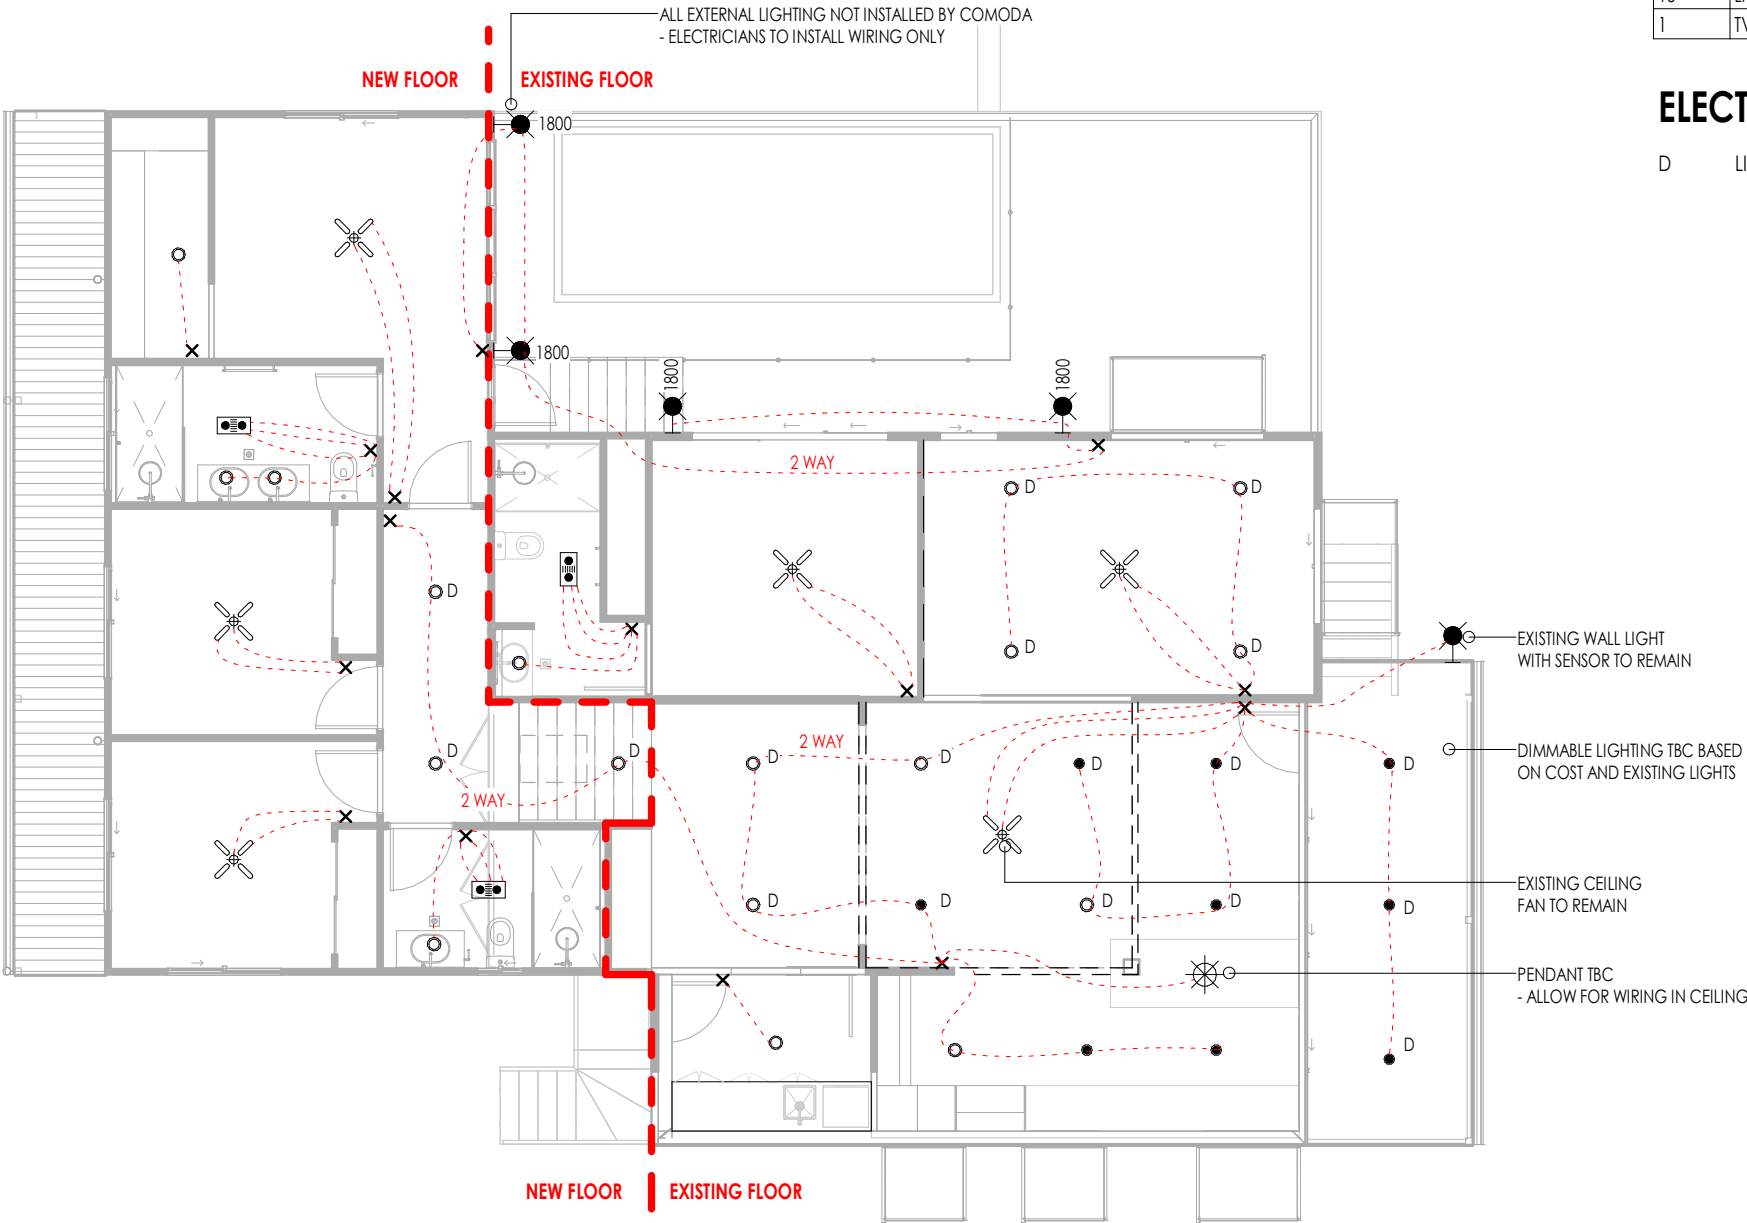 ALL EXTERNAL LIGHTING NOT INSTALLED BY COMODA
- ELECTRICIANS TO INSTALL WIRING ONLY
1
NEW FLOOR
EXISTING FLOOR
D
1800
1800
1800
1800
2 WAY
D
D
D
D
D
EXISTING WALL LIGHT
WITH SENSOR TO REMAIN
2 WAY
D
D
D
D
D
D
D
DIMMABLE LIGHTING TBC BASED
ON COST AND EXISTING LIGHTS
2 WAY
EXISTING CEILING
FAN TO REMAIN
D
D
D
D
D
PENDANT TBC
- ALLOW FOR WIRING IN CEILING
D
NEW FLOOR
EXISTING FLOOR